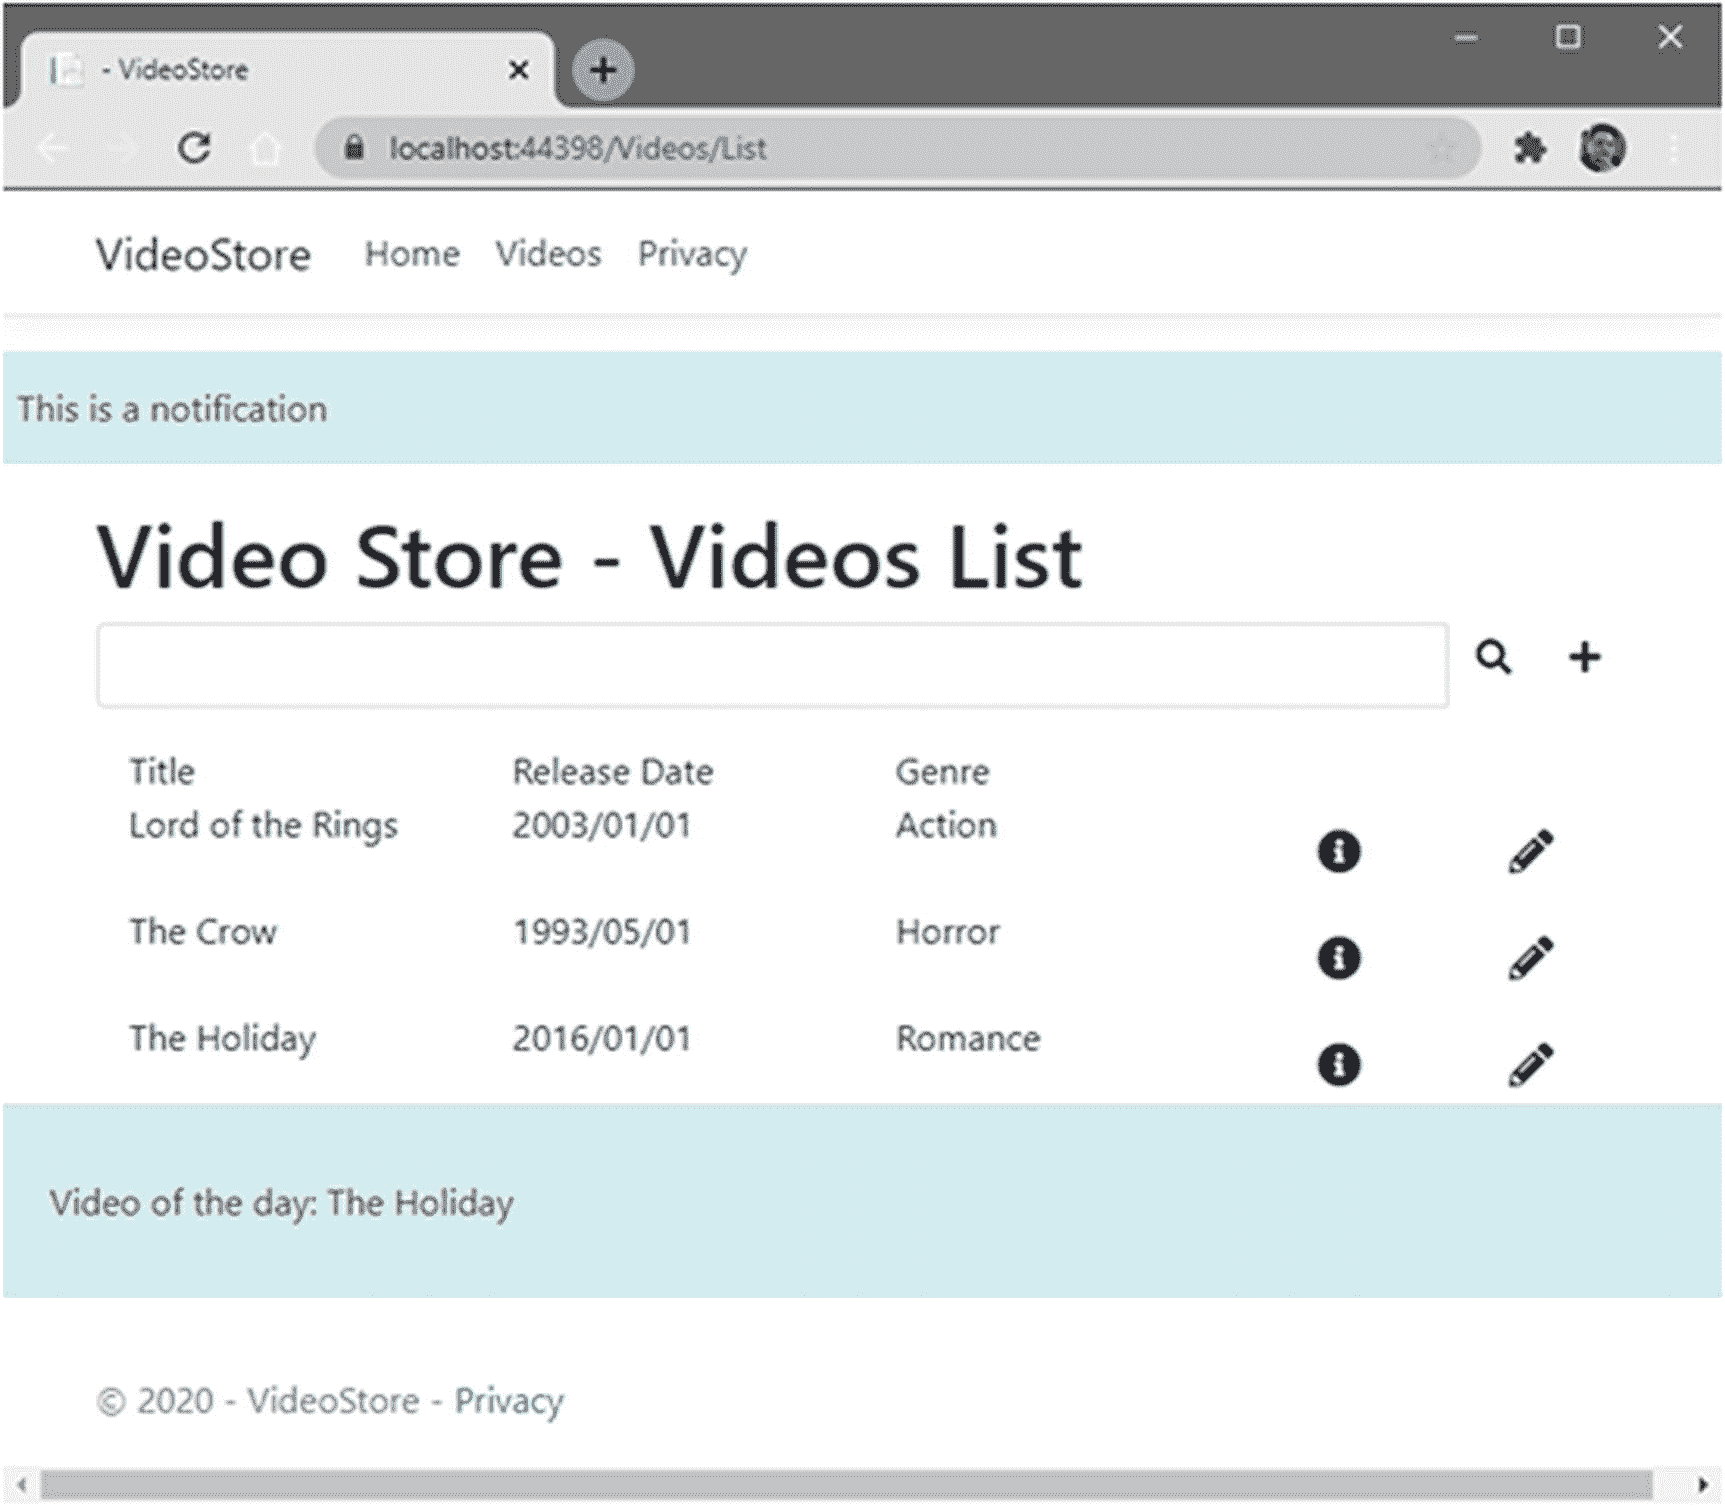 - VideoStore
localhost:44398/Videos/List
VideoStore Home Videos Privacy
This is a notification
Video Store - Videos List
Title Release Date Genre
Lord of the Rings 2003/01/01 Action
The Crow 1993/05/01 Horror
The Holiday 2016/01/01 Romance
Video of the day: The Holiday
© 2020 - VideoStore - Privacy